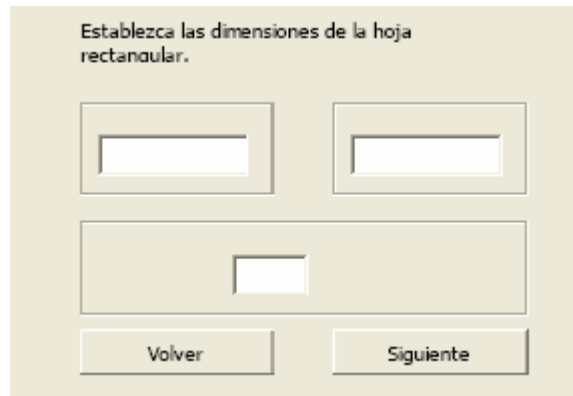 Establezca las dimensiones de la hoja
rectangular.
Volver
Siguiente